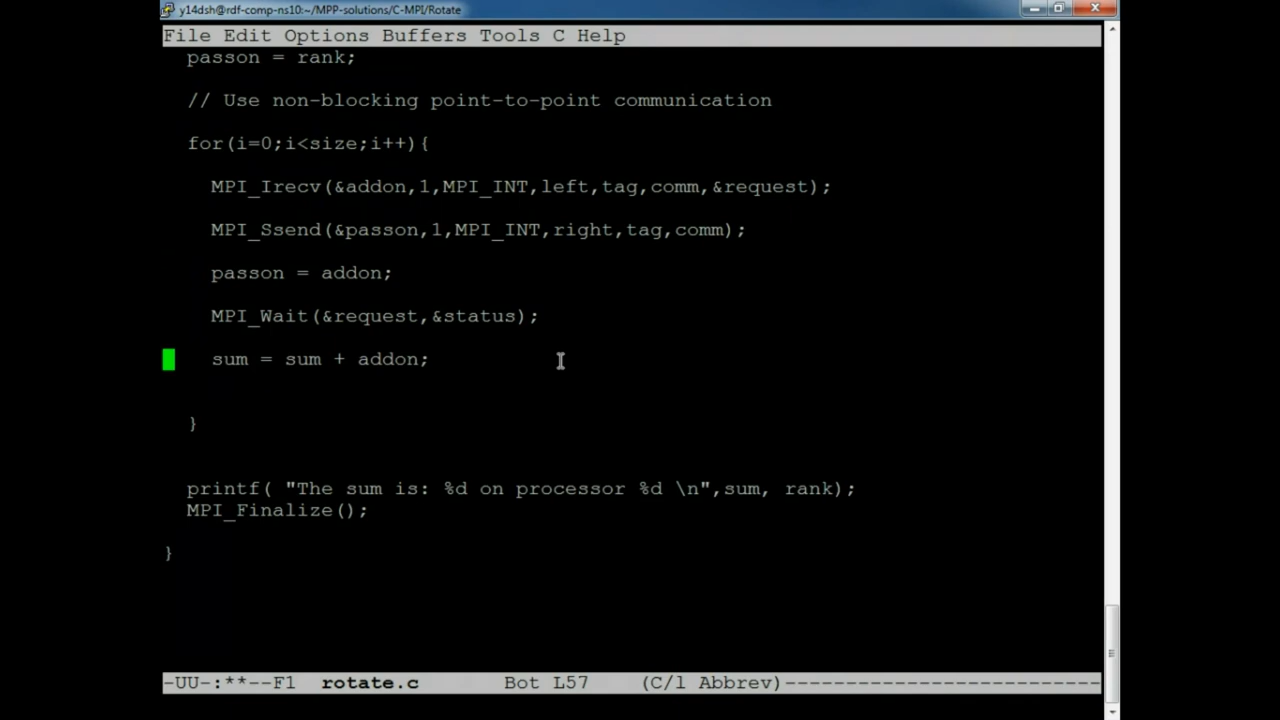 y14dsh@rdf-comp-ns10:~/MPP-solutions/C-MPI/Rotate
File Edit Options Buffers Tools C Help
passon = rank;
// Use non-blocking point-to-point communication
for(i=0;i<size;i++){
MPI_Irecv(&addon,1,MPI_INT,left,tag,comm,&request);
MPI_Ssend(&passon,1,MPI_INT,right,tag,comm);
passon = addon;
MPI_Wait(&request,&status);
sum = sum + addon;
}
printf( "The sum is: %d on processor %d \n",sum, rank);
MPI_Finalize();
}
-UU-:**--F1  rotate.c       Bot L57    (C/l Abbrev)--------------------------